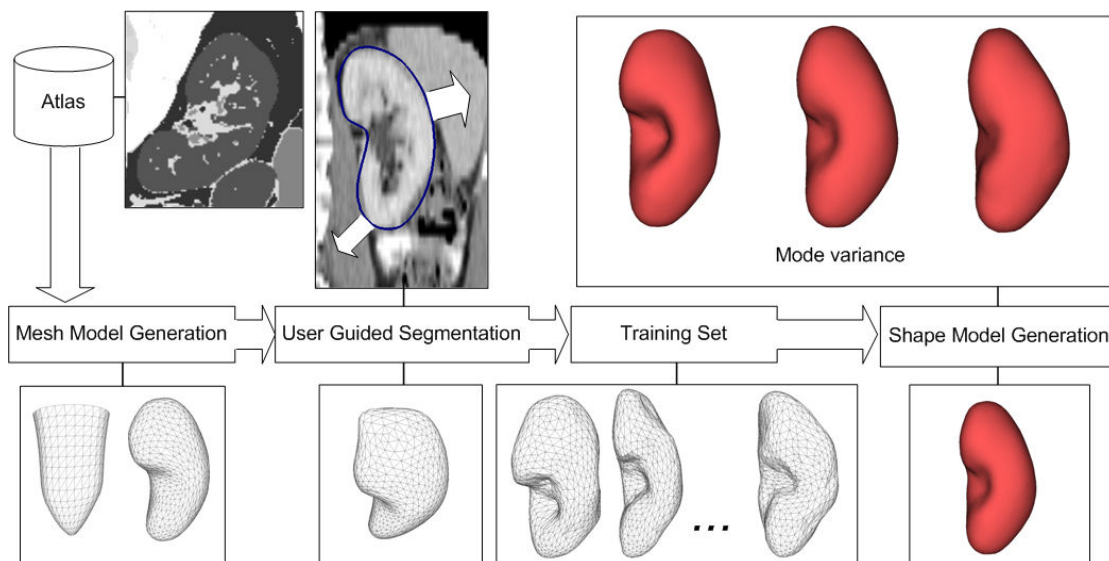 Atlas
Mode variance
Mesh Model Generation
User Guided Segmentation
Training Set
Shape Model Generation
...